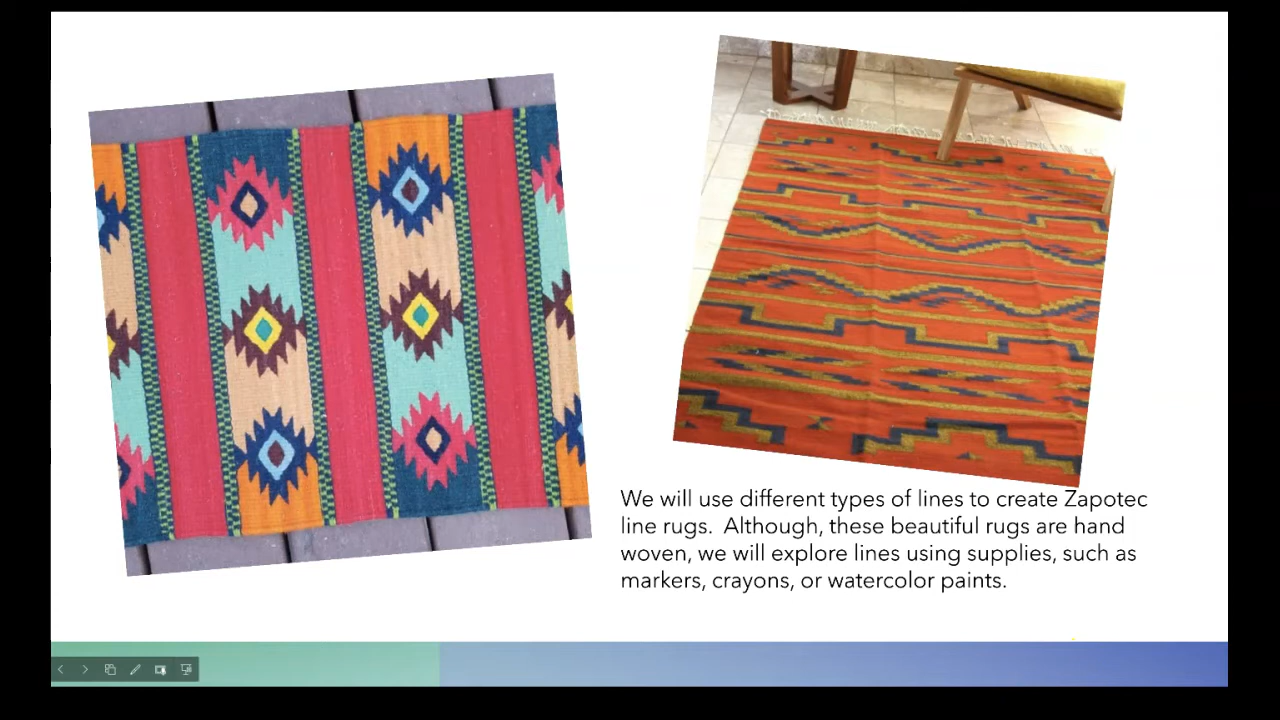 We will use different types of lines to create Zapotec
line rugs.  Although, these beautiful rugs are hand
woven, we will explore lines using supplies, such as
markers, crayons, or watercolor paints.